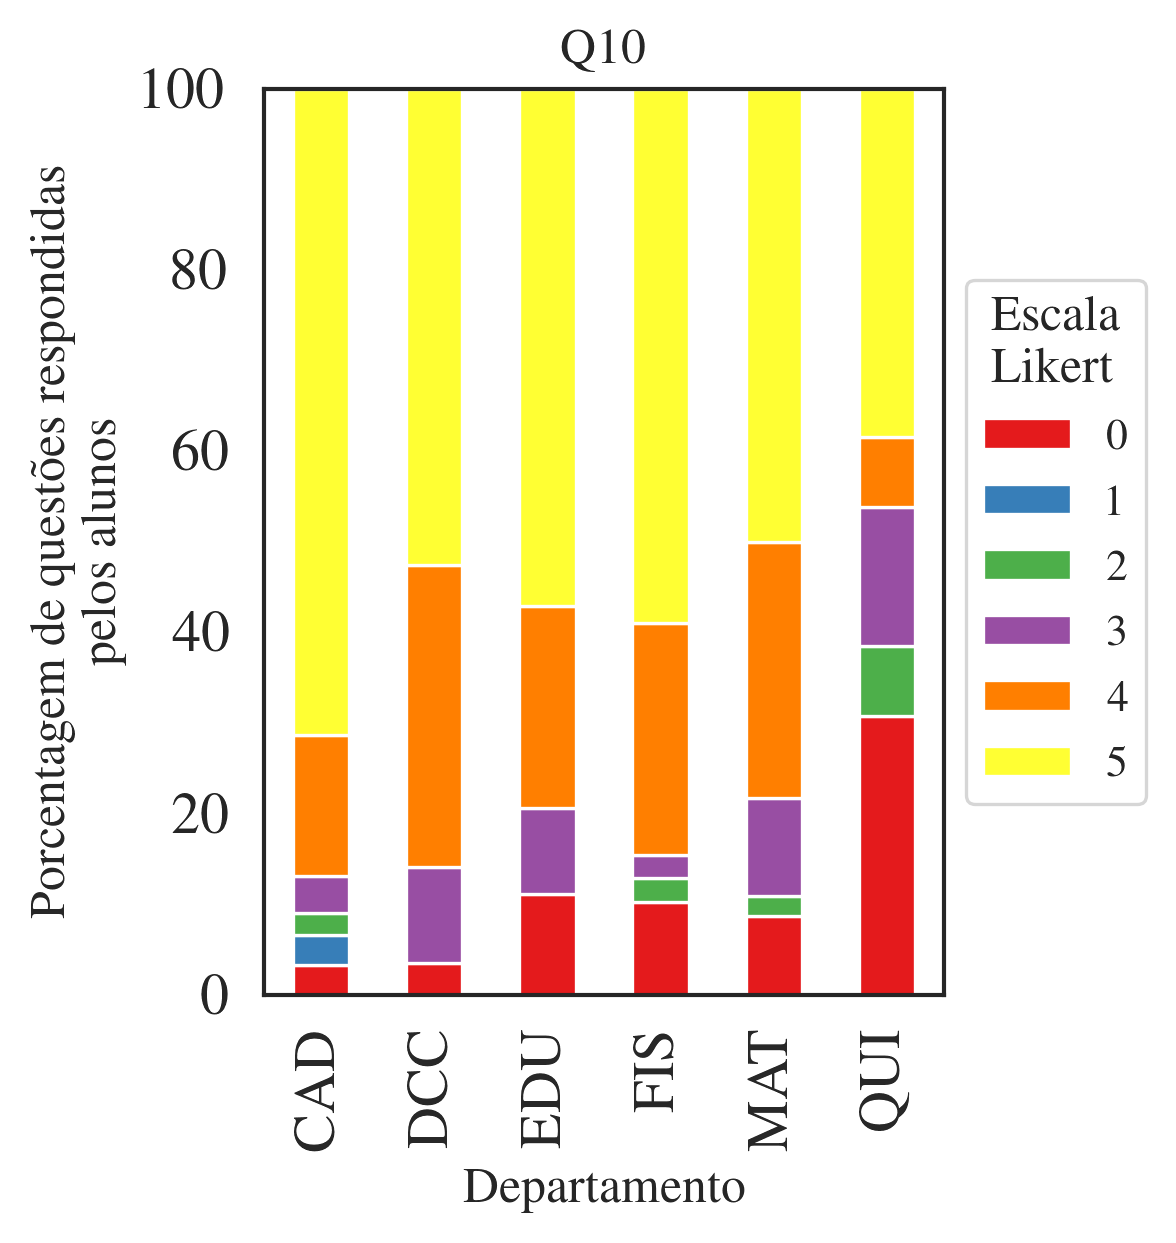 Q10
100
80
60
40
20
0
Porcentagem de questões respondidas
pelos alunos
CAD
DCC
EDU
FIS
MAT
QUI
Departamento
Escala
Likert
0
1
2
3
4
5